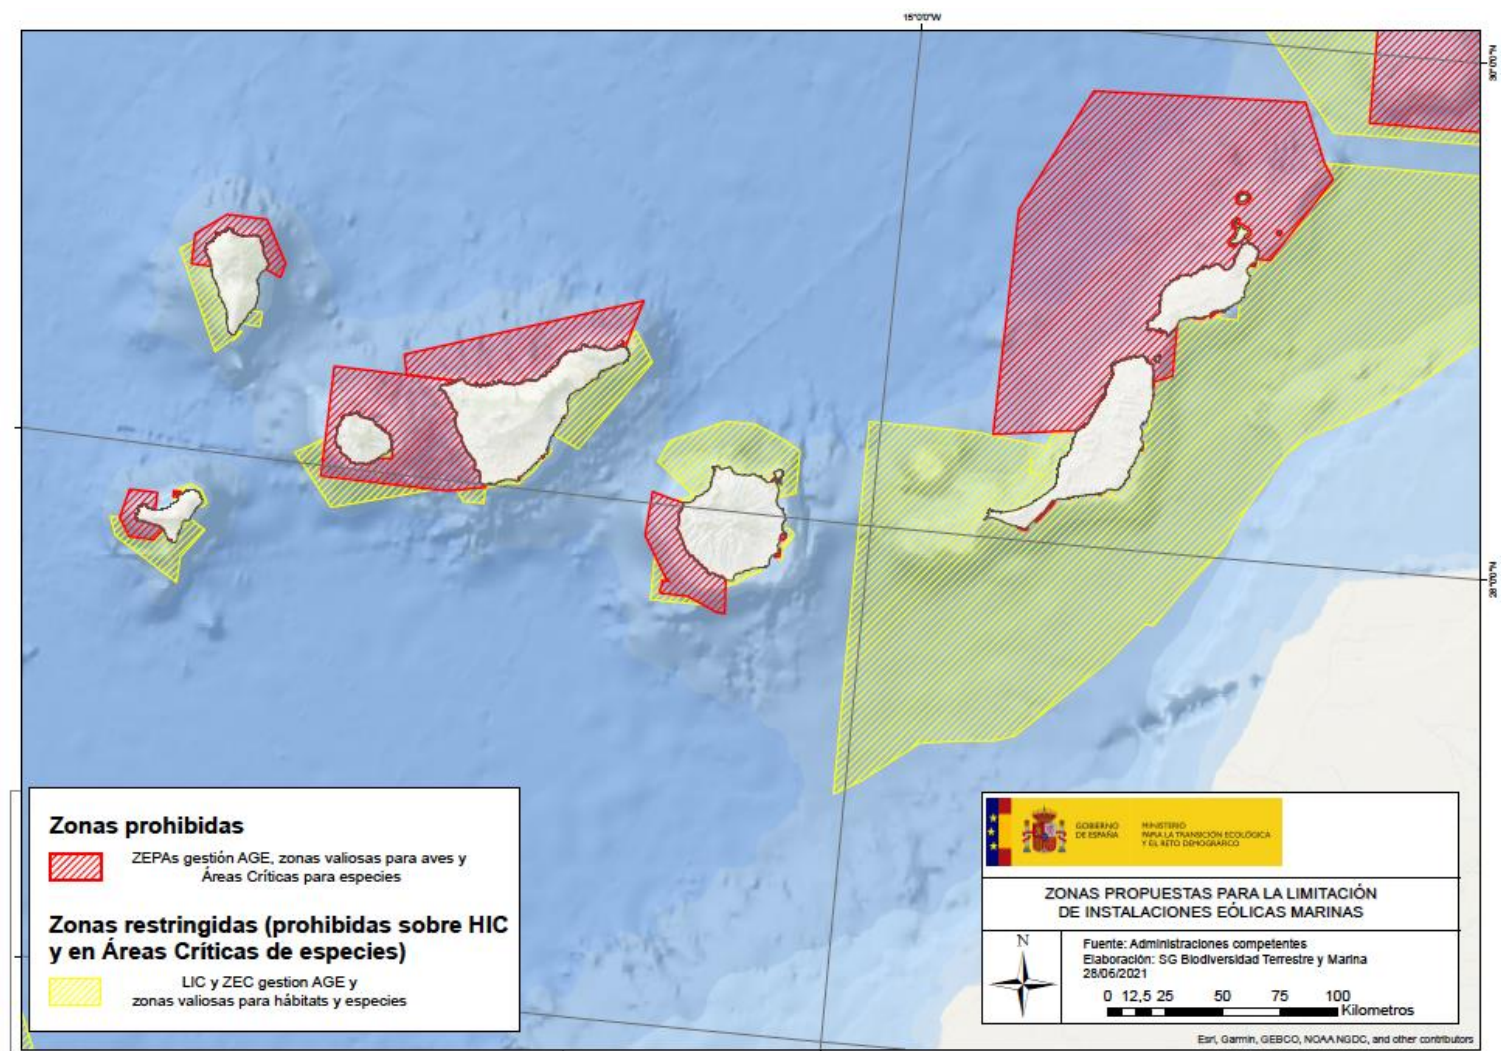 15°0'0"W
30°0'0"N
28°0'0"N
Zonas prohibidas
ZEPAs gestión AGE, zonas valiosas para aves y
Áreas Críticas para especies
Zonas restringidas (prohibidas sobre HIC
y en Áreas Críticas de especies)
LIC y ZEC gestion AGE y
zonas valiosas para hábitats y especies
GOBIERNO
DE ESPAÑA
MINISTERIO
PARA LA TRANSICIÓN ECOLÓGICA
Y EL RETO DEMOGRÁFICO
ZONAS PROPUESTAS PARA LA LIMITACIÓN
DE INSTALACIONES EÓLICAS MARINAS
N
Fuente: Administraciones competentes
Elaboración: SG Biodiversidad Terrestre y Marina
28/06/2021
0 12,5 25 50 75 100
Kilometros
Esri, Garmin, GEBCO, NOAA NGDC, and other contributors